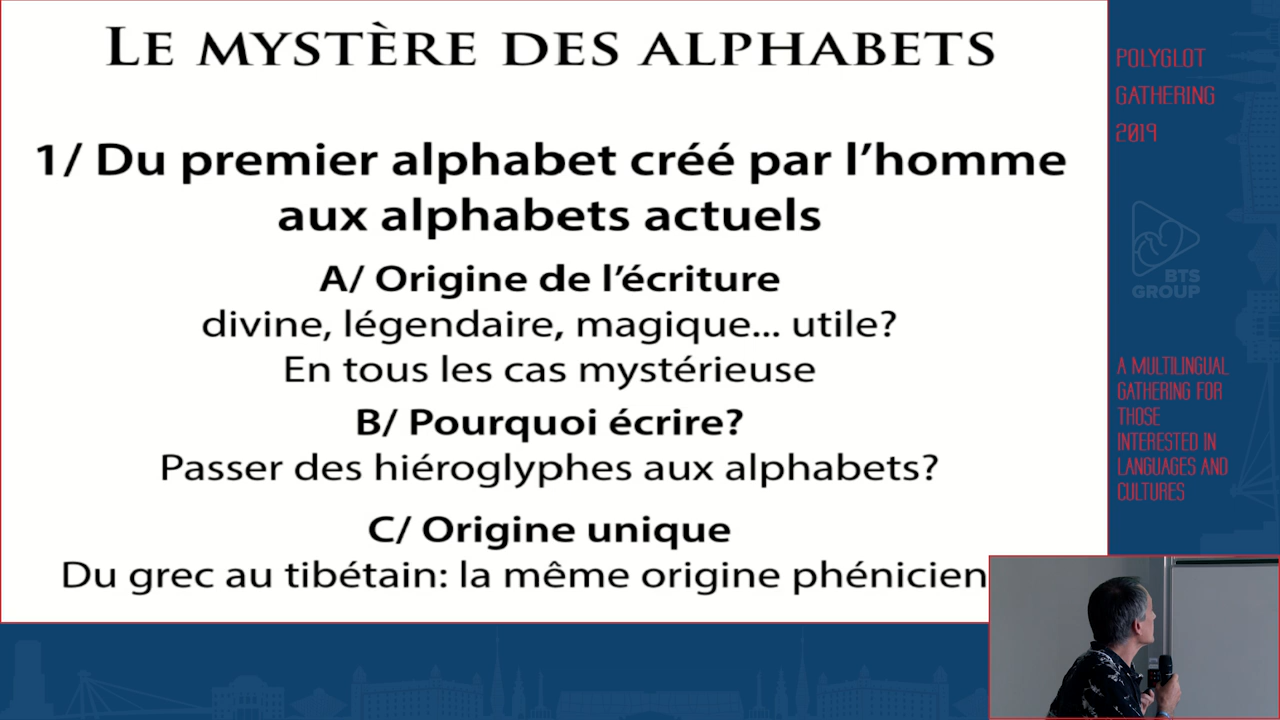 LE MYSTÈRE DES ALPHABETS
1/ Du premier alphabet créé par l’homme
aux alphabets actuels
A/ Origine de l’écriture
divine, légendaire, magique... utile?
En tous les cas mystérieuse
B/ Pourquoi écrire?
Passer des hiéroglyphes aux alphabets?
C/ Origine unique
Du grec au tibétain: la même origine
POLYGLOT
GATHERING
2019
BTS
GROUP
A MULTILINGUAL
GATHERING FOR
THOSE
INTERESTED IN
LANGUAGES AND
CULTURES